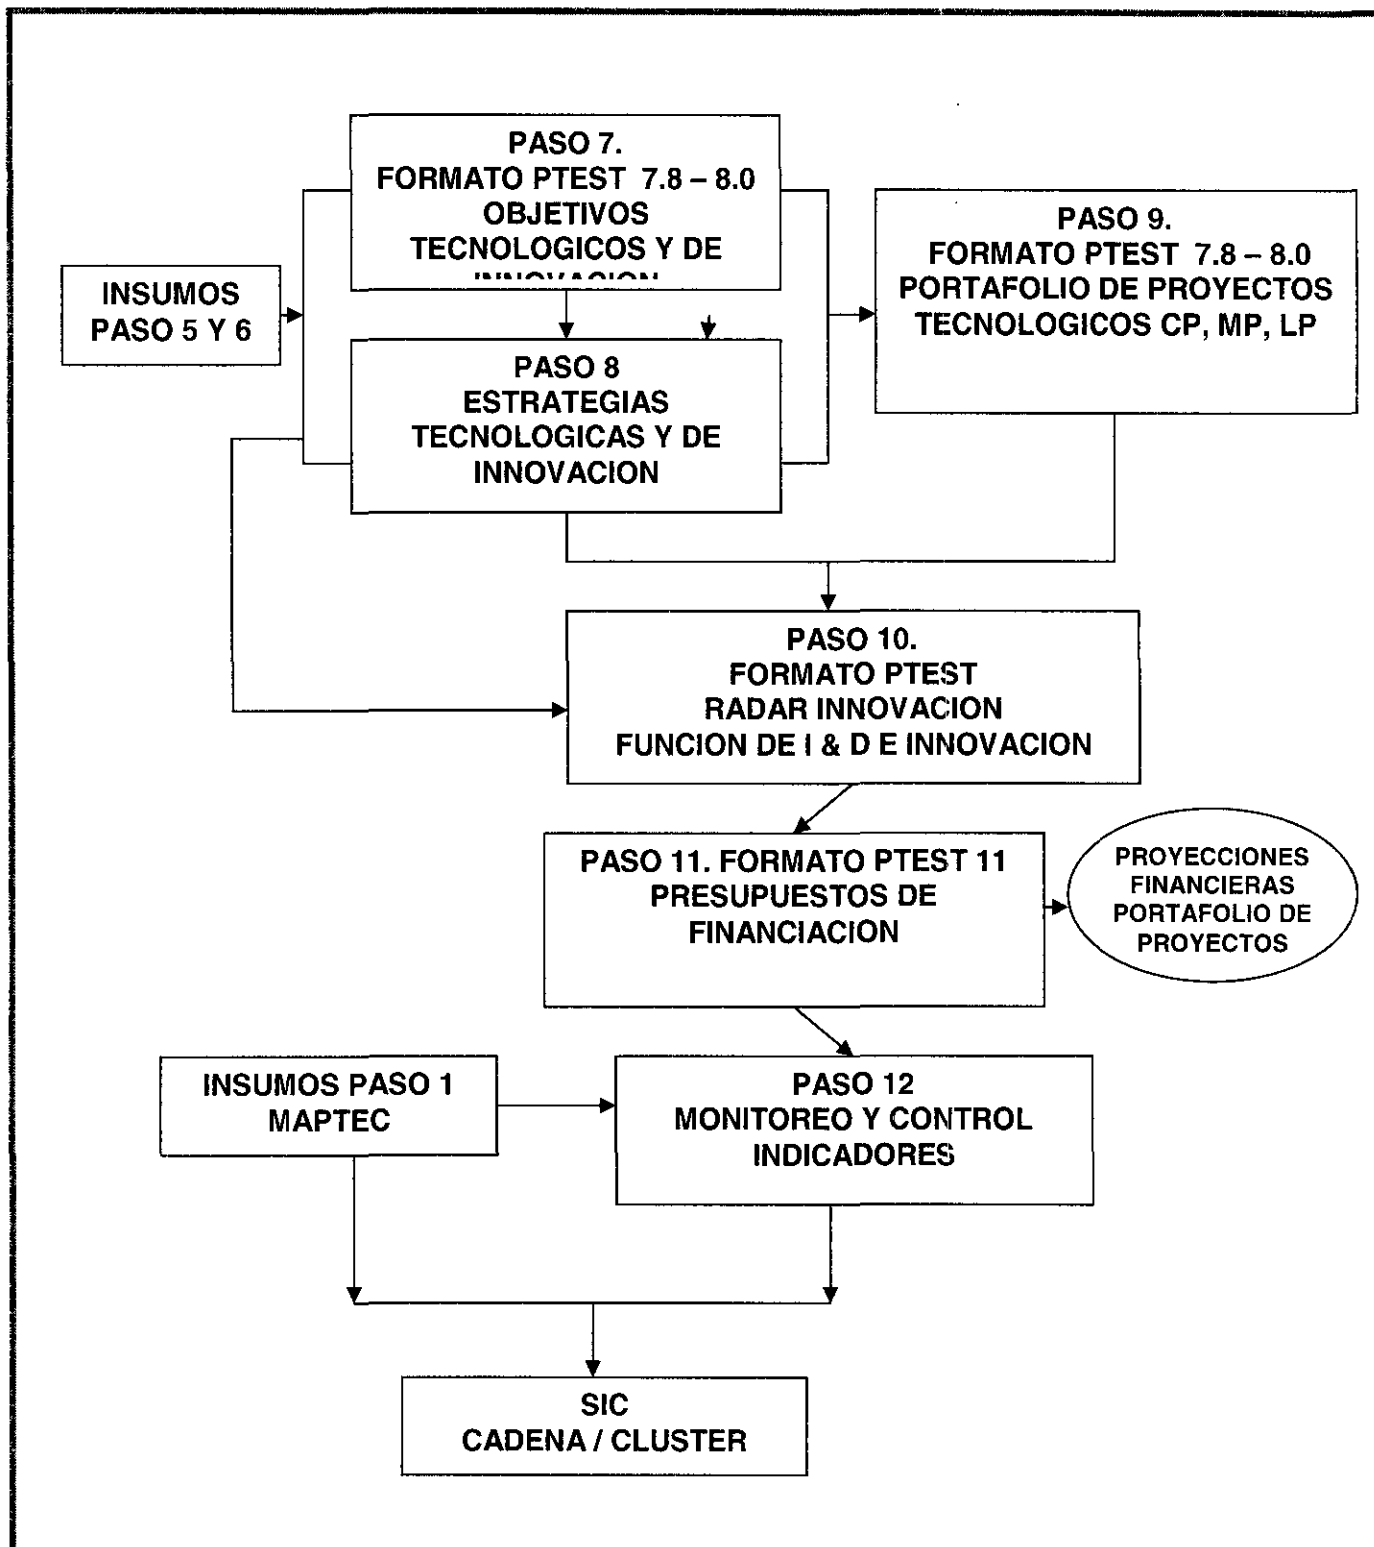 PASO 7.
FORMATO PTEST 7.8 – 8.0
OBJETIVOS
TECNOLOGICOS Y DE
INNOVACION
PASO 9.
FORMATO PTEST 7.8 – 8.0
PORTAFOLIO DE PROYECTOS
TECNOLOGICOS CP, MP, LP
INSUMOS
PASO 5 Y 6
PASO 8
ESTRATEGIAS
TECNOLOGICAS Y DE
INNOVACION
PASO 10.
FORMATO PTEST
RADAR INNOVACION
FUNCION DE I & D E INNOVACION
PASO 11. FORMATO PTEST 11
PRESUPUESTOS DE
FINANCIACION
PROYECCIONES
FINANCIERAS
PORTAFOLIO DE
PROYECTOS
INSUMOS PASO 1
MAPTEC
PASO 12
MONITOREO Y CONTROL
INDICADORES
SIC
CADENA / CLUSTER